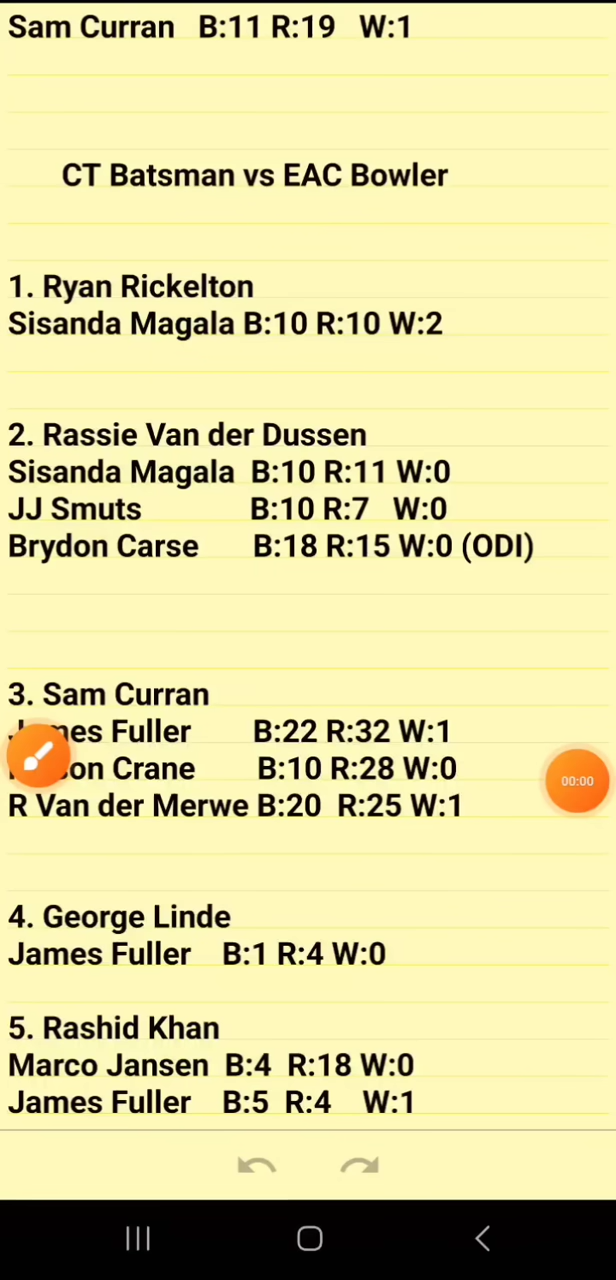 Sam Curran B:11 R:19 W:1
CT Batsman vs EAC Bowler
1. Ryan Rickelton
Sisanda Magala B:10 R:10 W:2
2. Rassie Van der Dussen
Sisanda Magala B:10 R:11 W:0
JJ Smuts B:10 R:7 W:0
Brydon Carse B:18 R:15 W:0 (ODI)
3. Sam Curran
James Fuller B:22 R:32 W:1
Crane B:10 R:28 W:0
R Van der Merwe B:20 R:25 W:1
00:00
4. George Linde
James Fuller B:1 R:4 W:0
5. Rashid Khan
Marco Jansen B:4 R:18 W:0
James Fuller B:5 R:4 W:1